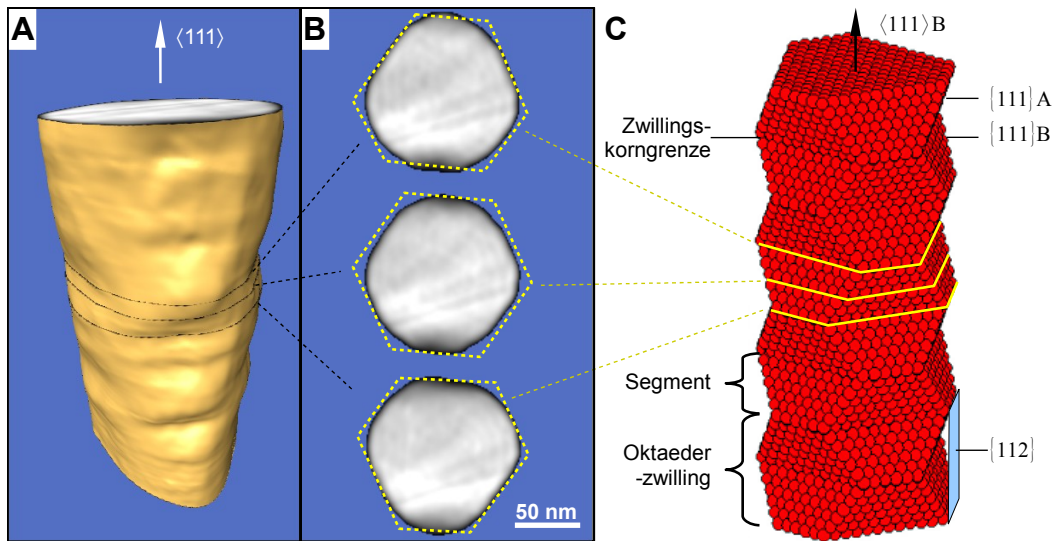 A
⟨111⟩
B
50 nm
C
⟨111⟩B
{111}A
{111}B
Zwillings-
korngrenze
Segment
Oktaeder
-zwilling
{112}